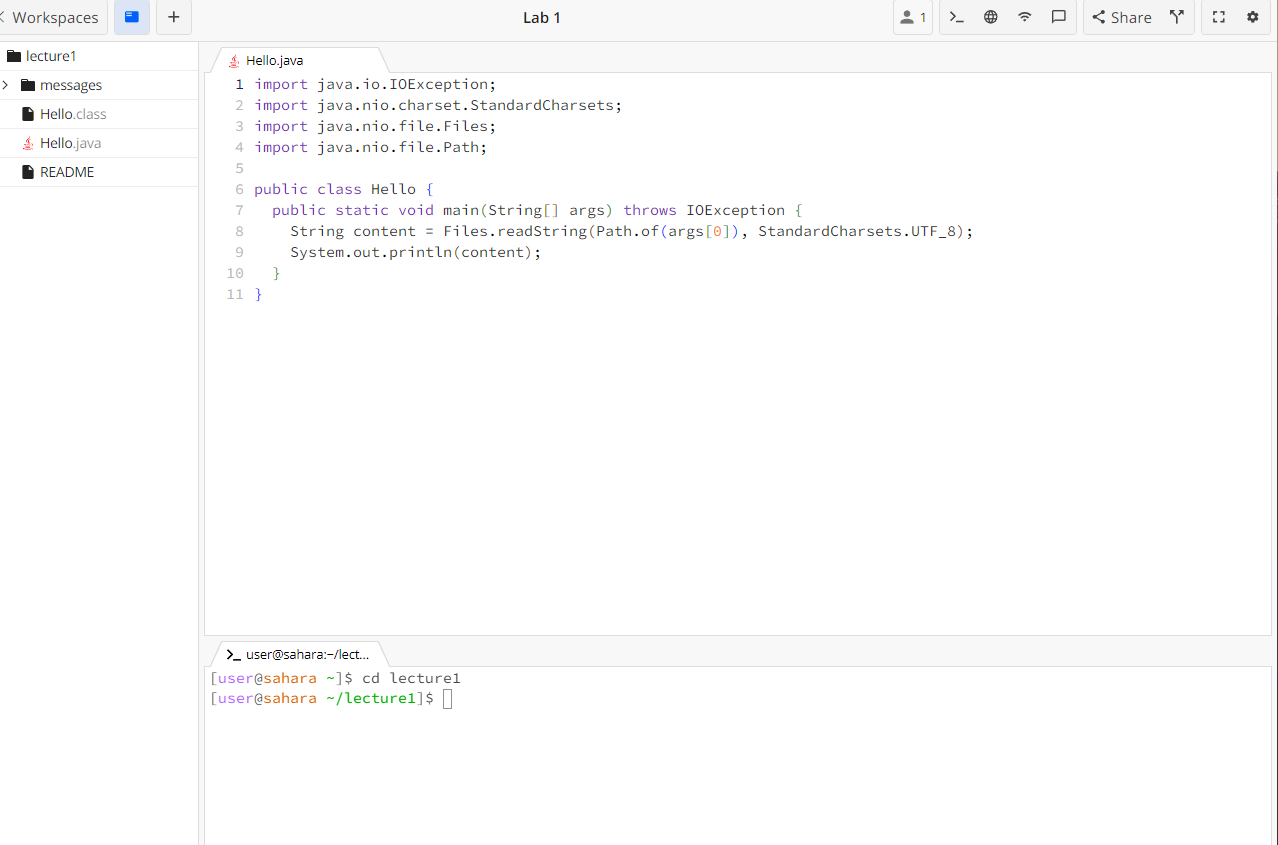 Workspaces
Lab 1
1
Share
lecture1
messages
Hello.class
Hello.java
README
Hello.java
1 import java.io.IOException;
2 import java.nio.charset.StandardCharsets;
3 import java.nio.file.Files;
4 import java.nio.file.Path;
5
6 public class Hello {
7   public static void main(String[] args) throws IOException {
8     String content = Files.readString(Path.of(args[0]), StandardCharsets.UTF_8);
9     System.out.println(content);
10   }
11 }
user@sahara:~/lect...
[user@sahara ~]$ cd lecture1
[user@sahara ~/lecture1]$